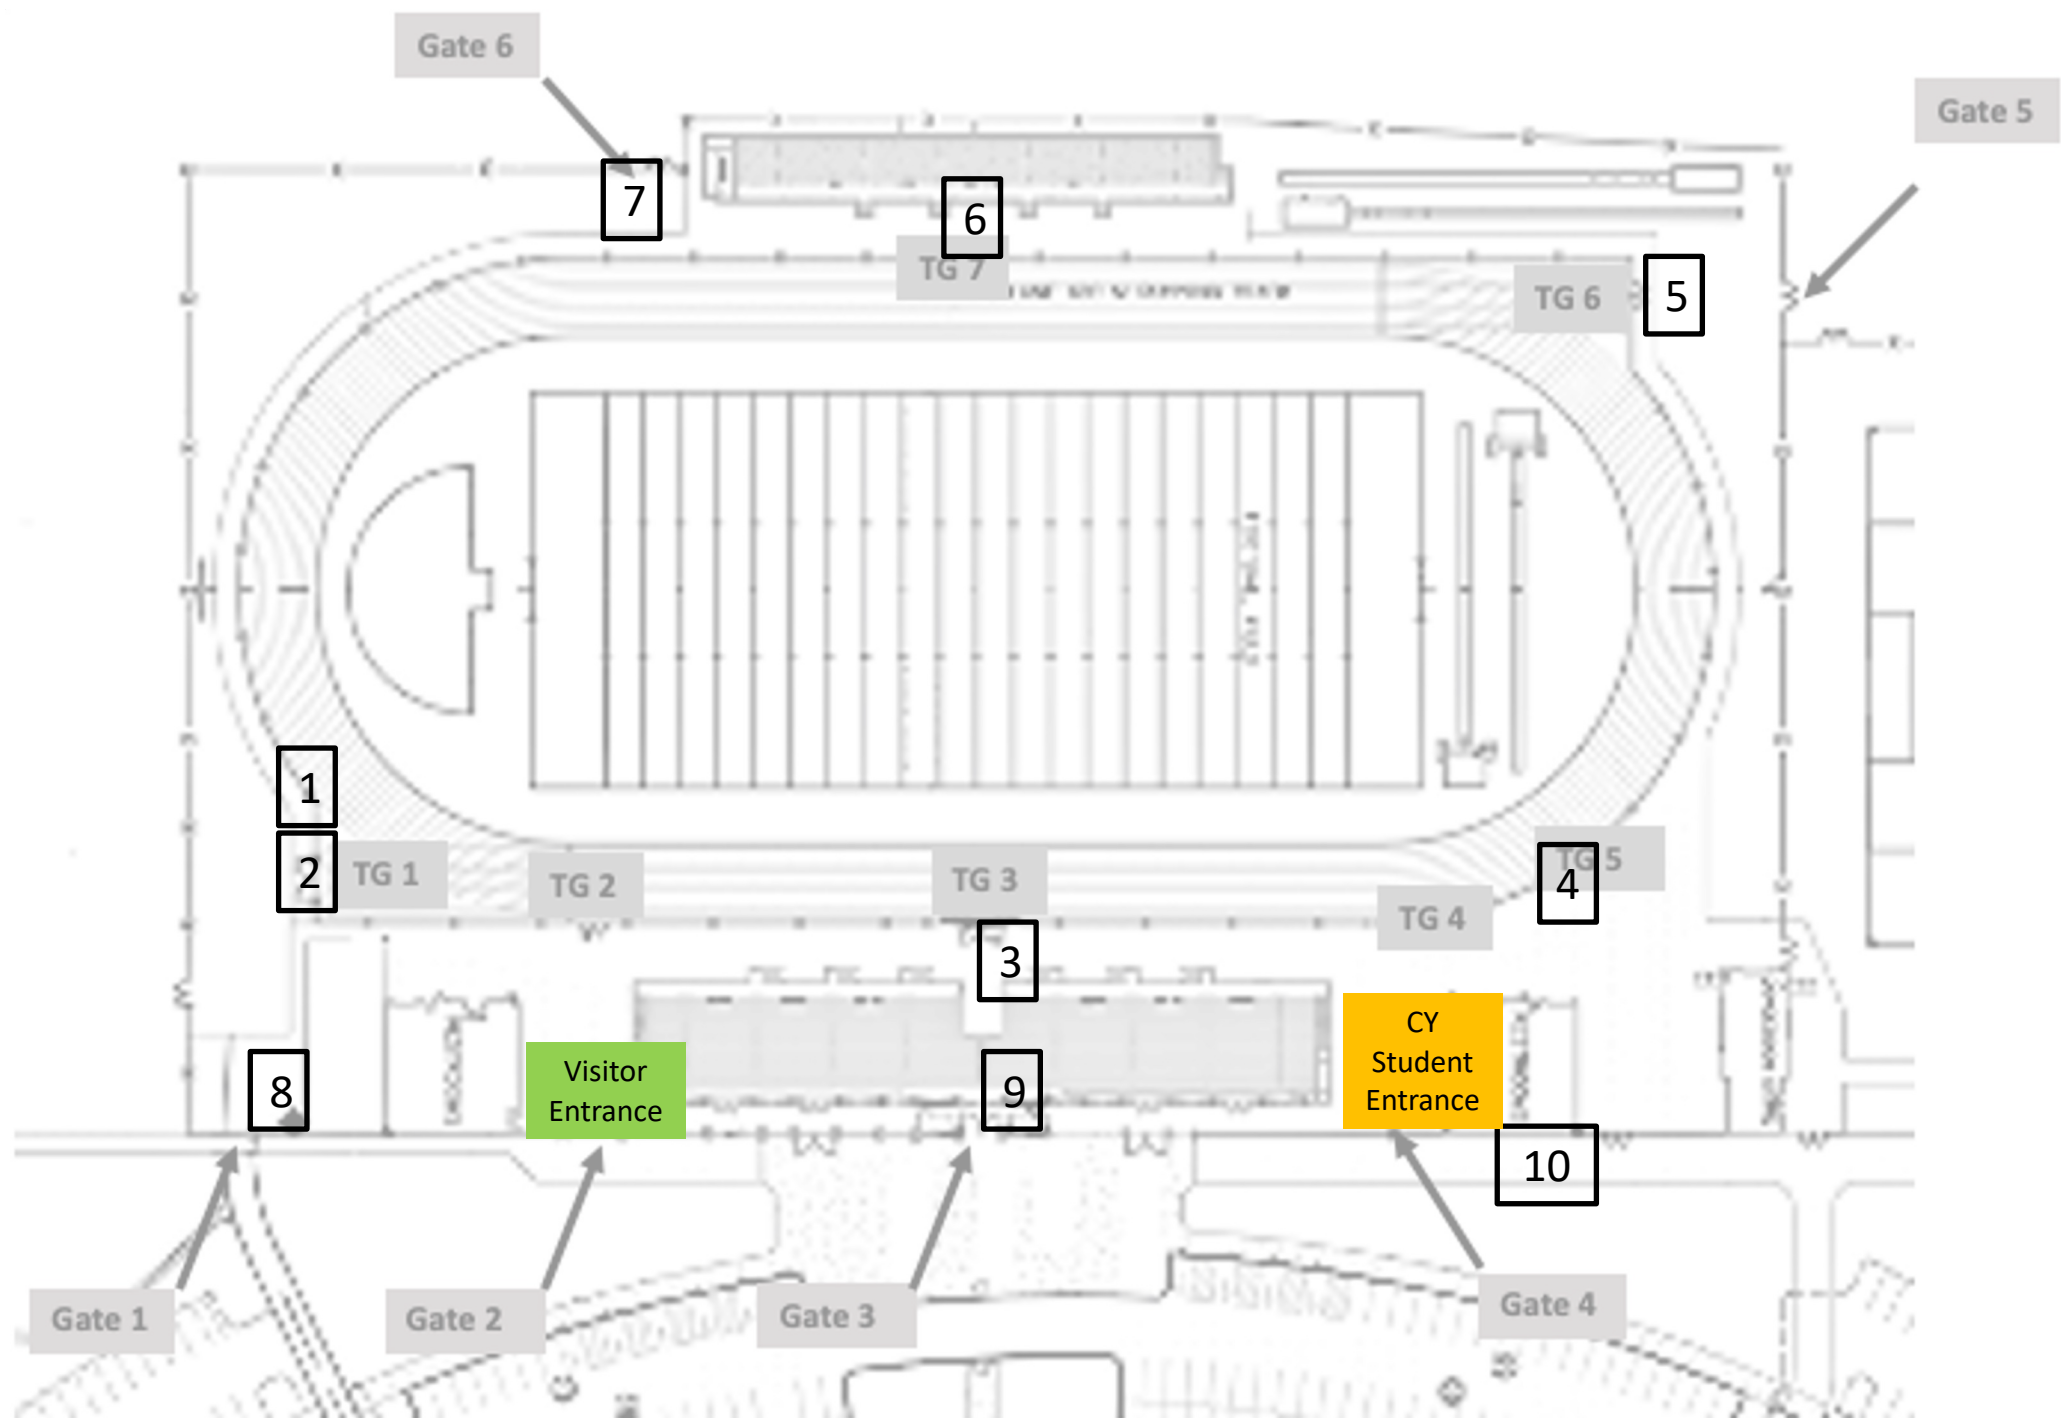 Gate 6
Gate 5
7
6
TG 7
TG 6
5
1
2
TG 1
TG 2
TG 3
TG 4
TG 5
4
3
CY
Student
Entrance
Visitor
Entrance
8
9
10
Gate 1
Gate 2
Gate 3
Gate 4